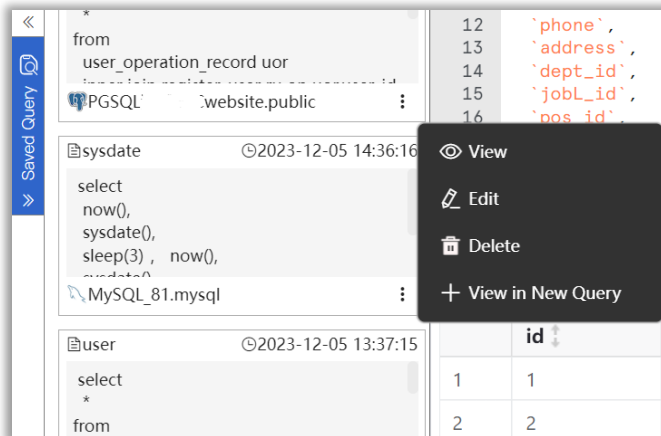 Saved Query
*
from
user_operation_record uor
PGSQL website.public
sysdate 2023-12-05 14:36:16
select
now(),
sysdate(),
sleep(3) , now(),
sysdate()
MySQL_81.mysql
user 2023-12-05 13:37:15
select
*
from
12 `phone`,
13 `address`,
14 `dept_id`,
15 `jobL_id`,
16 `pos_id`,
View
Edit
Delete
View in New Query
id
1 1
2 2